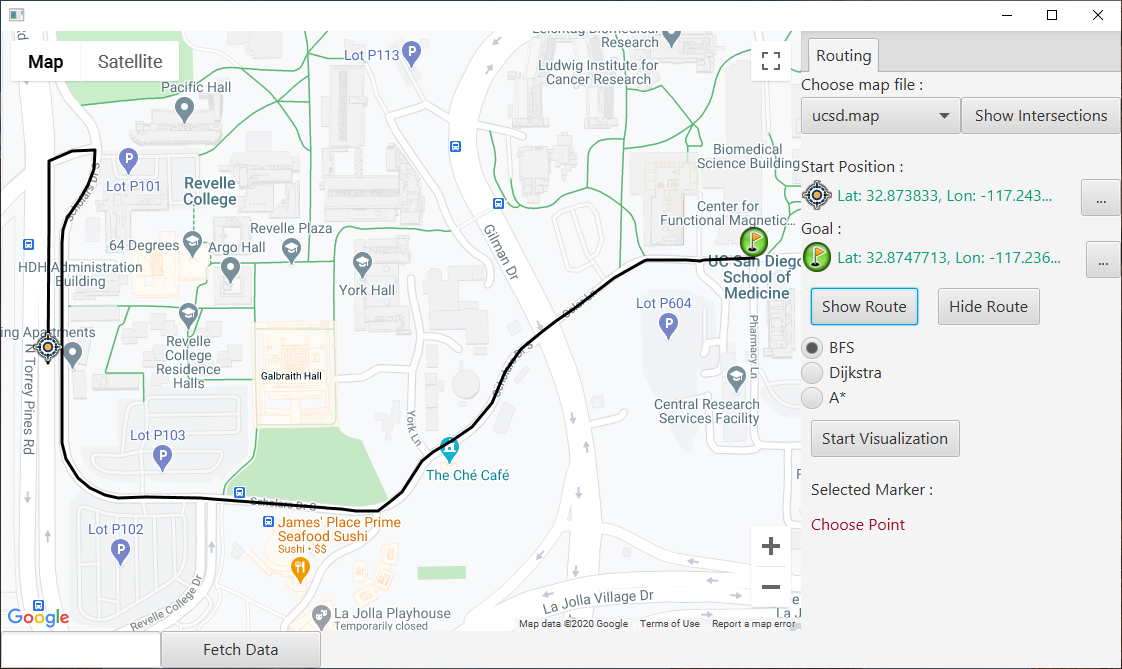 Map
Satellite
Lot P113
Research
Ludwig Institute for
Cancer Research
Pacific Hall
Biomedical
Science Building
Lot P101
Scholars Dr S
Revelle
College
Center for
Functional Magnetic...
Revelle Plaza
64 Degrees
Argo Hall
Gilman Dr
HDH Administration
Building
York Hall
UC San Diego
School of
Medicine
Lot P604
ing Apartments
Revelle
College
Residence
Halls
N Torrey Pines Rd
Pharmacy Ln
Scholars Dr S
Galbraith Hall
Central Research
Services Facility
York Ln
Lot P103
The Ché Café
Scholars Dr S
James' Place Prime
Seafood Sushi
Sushi • $$
Lot P102
Revelle College Dr
La Jolla Playhouse
Temporarily closed
La Jolla Village Dr
La J
Google
Map data ©2020 Google
Terms of Use
Report a map error
Fetch Data
Routing
Choose map file :
ucsd.map
Show Intersections
Start Position :
Lat: 32.873833, Lon: -117.243...
...
Goal :
Lat: 32.8747713, Lon: -117.236...
...
Show Route
Hide Route
BFS
Dijkstra
A*
Start Visualization
Selected Marker :
Choose Point